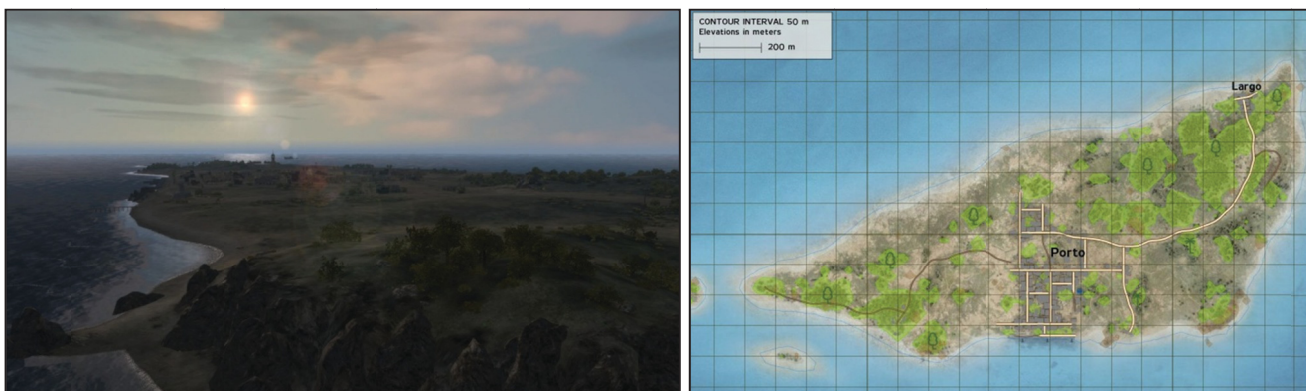 CONTOUR INTERVAL 50 m
Elevations in meters
200 m
Largo
Porto